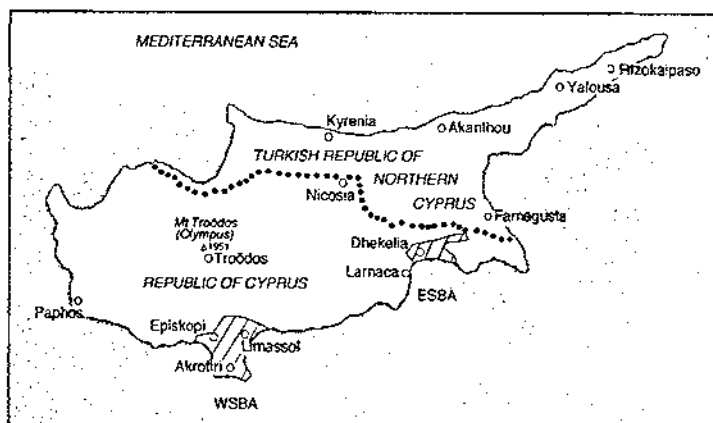 MEDITERRANEAN SEA
Rizokaipaso
Yalousa
Kyrenia
Akanthou
TURKISH REPUBLIC OF
NORTHERN
CYPRUS
Nicosia
Famagusta
Mt Troödos
(Olympus)
1951
Troödos
Dhekelia
Larnaca
REPUBLIC OF CYPRUS
ESBA
Paphos
Episkopi
Limassol
Akrotiri
WSBA